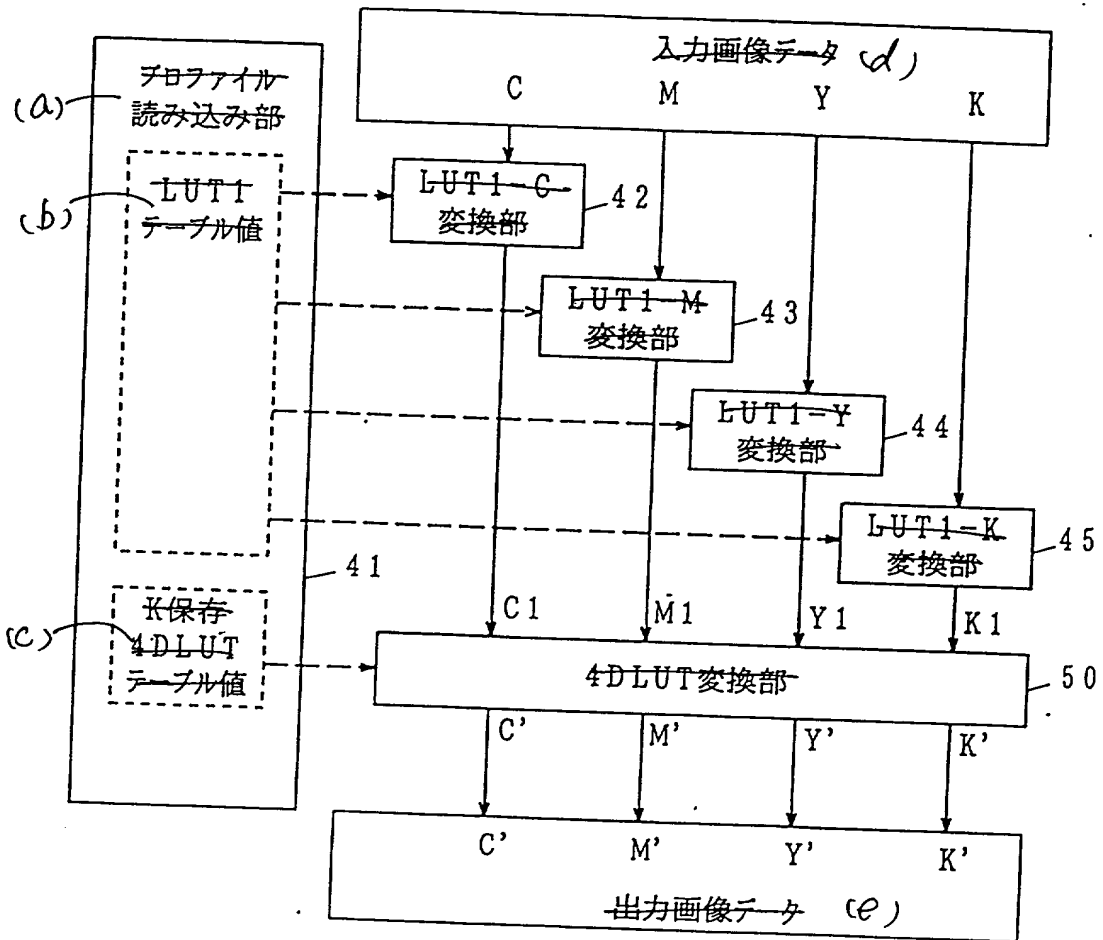 入力画像データ (d)
C M Y K
(a)
プロファイル
読み込み部
(b)
LUT1
テーブル値
LUT1-C
変換部
42
LUT1-M
変換部
43
LUT1-Y
変換部
44
LUT1-K
変換部
45
41
(c)
K保存
4DLUT
テーブル値
C1 M1 Y1 K1
4DLUT変換部
50
C' M' Y' K'
C' M' Y' K'
出力画像データ (e)